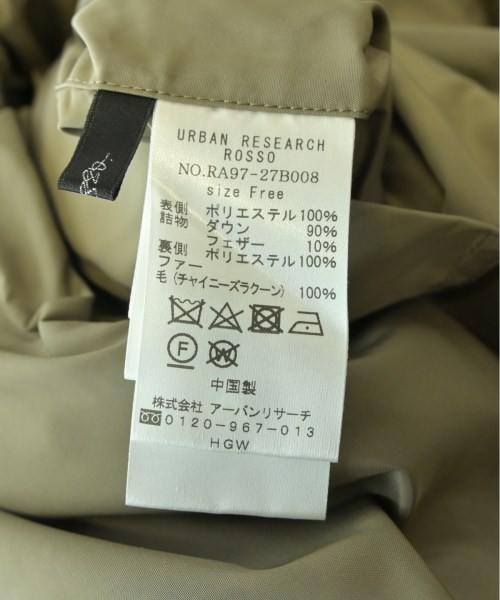 URBAN RESEARCH
ROSSO
NO.RA97-27B008
size Free
表側 ポリエステル100%
詰物 ダウン 90%
フェザー 10%
裏側 ポリエステル100%
ファー
毛(チャイニーズラクーン) 100%
F W
中国製
株式会社 アーバンリサーチ
0120-967-013
HGW